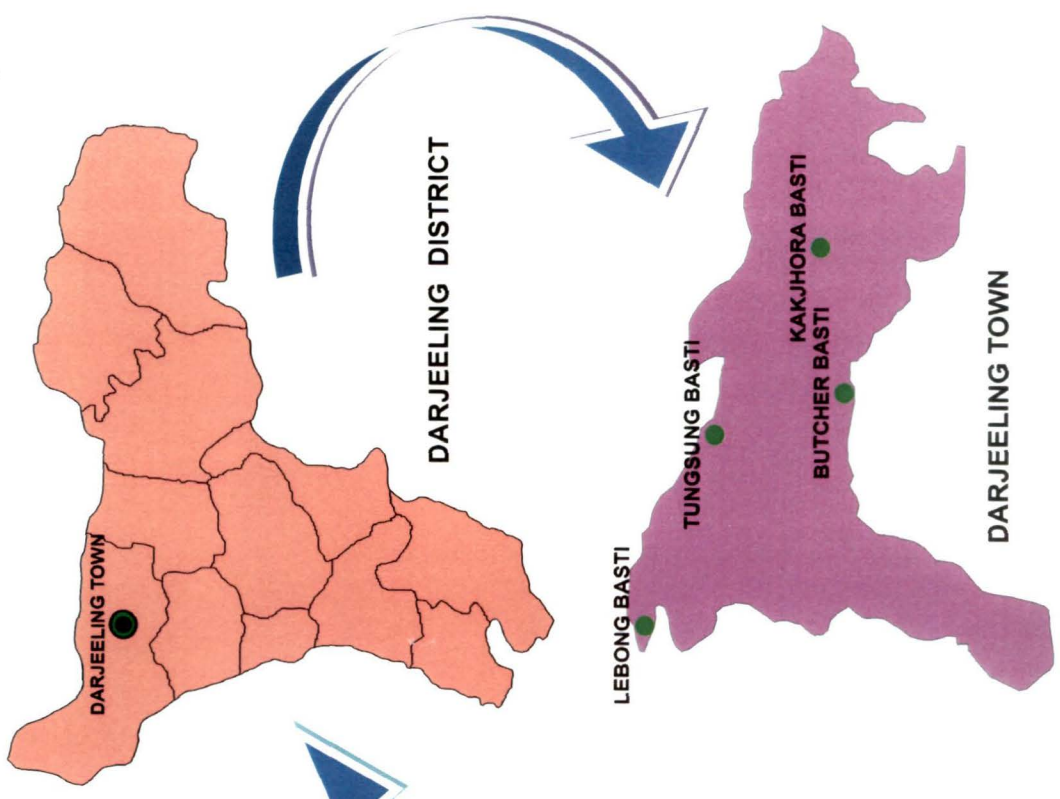 DARJEELING TOWN
DARJEELING DISTRICT
LEBONG BASTI
TUNGSUNG BASTI
BUTCHER BASTI
KAKJHORA BASTI
DARJEELING TOWN